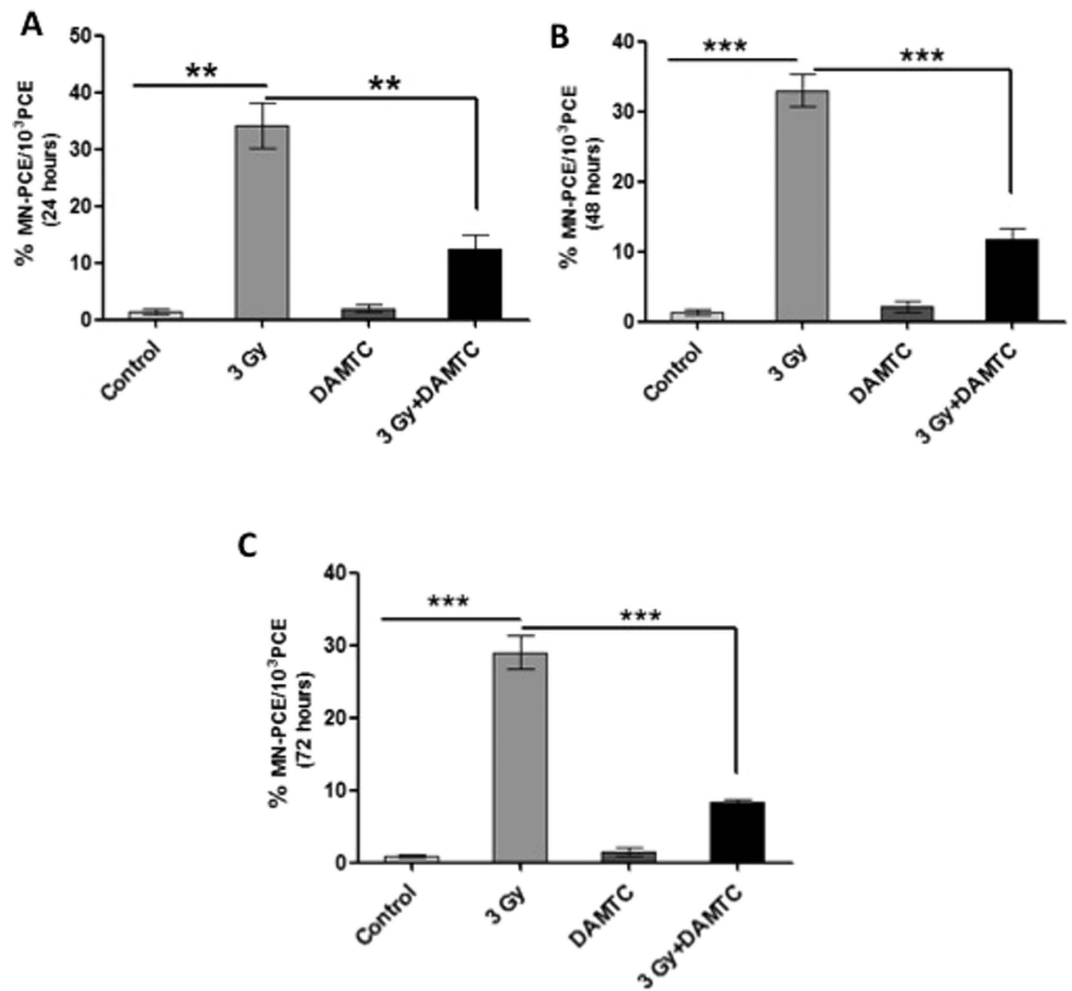 A
% MN-PCE/10³PCE
(24 hours)
50
40
30
20
10
0
**
**
Control
3 Gy
DAMTC
3 Gy+DAMTC
B
% MN-PCE/10³PCE
(48 hours)
40
30
20
10
0
***
***
Control
3 Gy
DAMTC
3 Gy+DAMTC
C
% MN-PCE/10³PCE
(72 hours)
40
30
20
10
0
***
***
Control
3 Gy
DAMTC
3 Gy+DAMTC